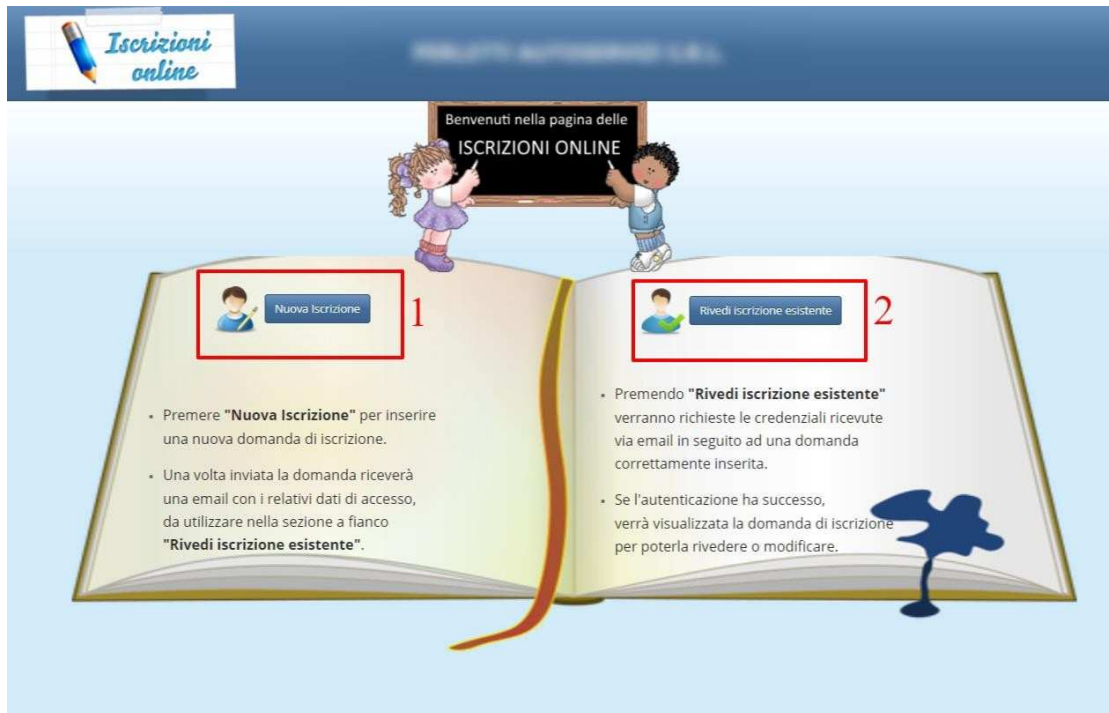 Iscrizioni
online
Benvenuti nella pagina delle
ISCRIZIONI ONLINE
Nuova Iscrizione
1
Premere "Nuova Iscrizione" per inserire
una nuova domanda di iscrizione.
Una volta inviata la domanda riceverà
una email con i relativi dati di accesso,
da utilizzare nella sezione a fianco
"Rivedi iscrizione esistente".
Rivedi iscrizione esistente
2
Premendo "Rivedi iscrizione esistente"
verranno richieste le credenziali ricevute
via email in seguito ad una domanda
correttamente inserita.
Se l'autenticazione ha successo,
verrà visualizzata la domanda di iscrizione
per poterla rivedere o modificare.